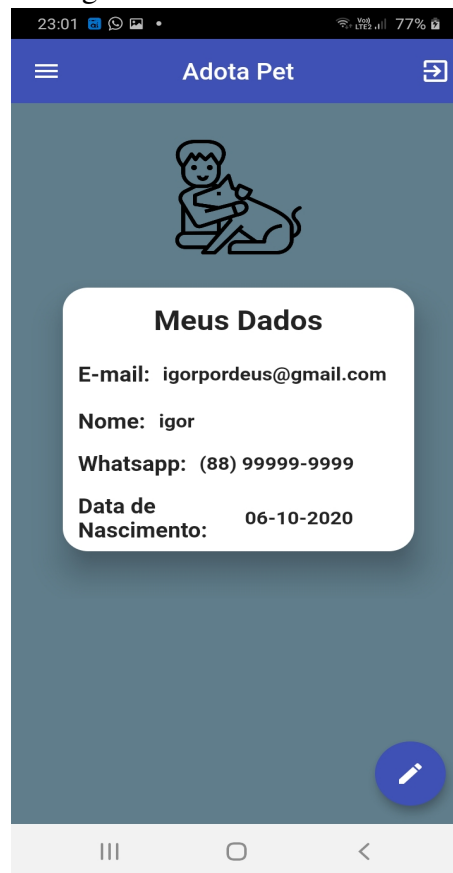 23:01 77%
Adota Pet
Meus Dados
E-mail: igorpordeus@gmail.com
Nome: igor
Whatsapp: (88) 99999-9999
Data de
Nascimento: 06-10-2020